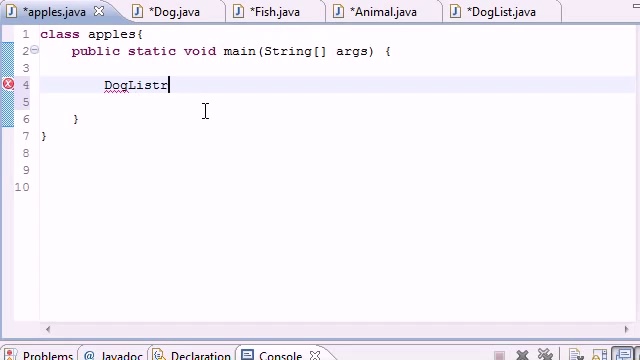 *apples.java *Dog.java *Fish.java *Animal.java *DogList.java
1 class apples{
2 public static void main(String[] args) {
3
4 DogListr
5
6 }
7 }
8
9
10
Problems @ Javadoc Declaration Console